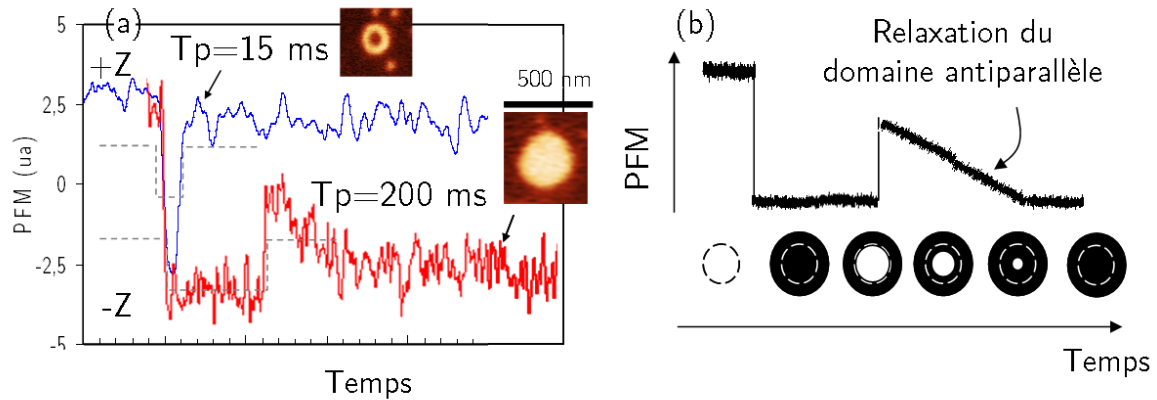 (a)
5
2,5
0
-2,5
-5
PFM (ua)
+Z
-Z
Tp=15 ms
500 nm
Tp=200 ms
Temps
(b)
Relaxation du
domaine antiparallèle
PFM
Temps